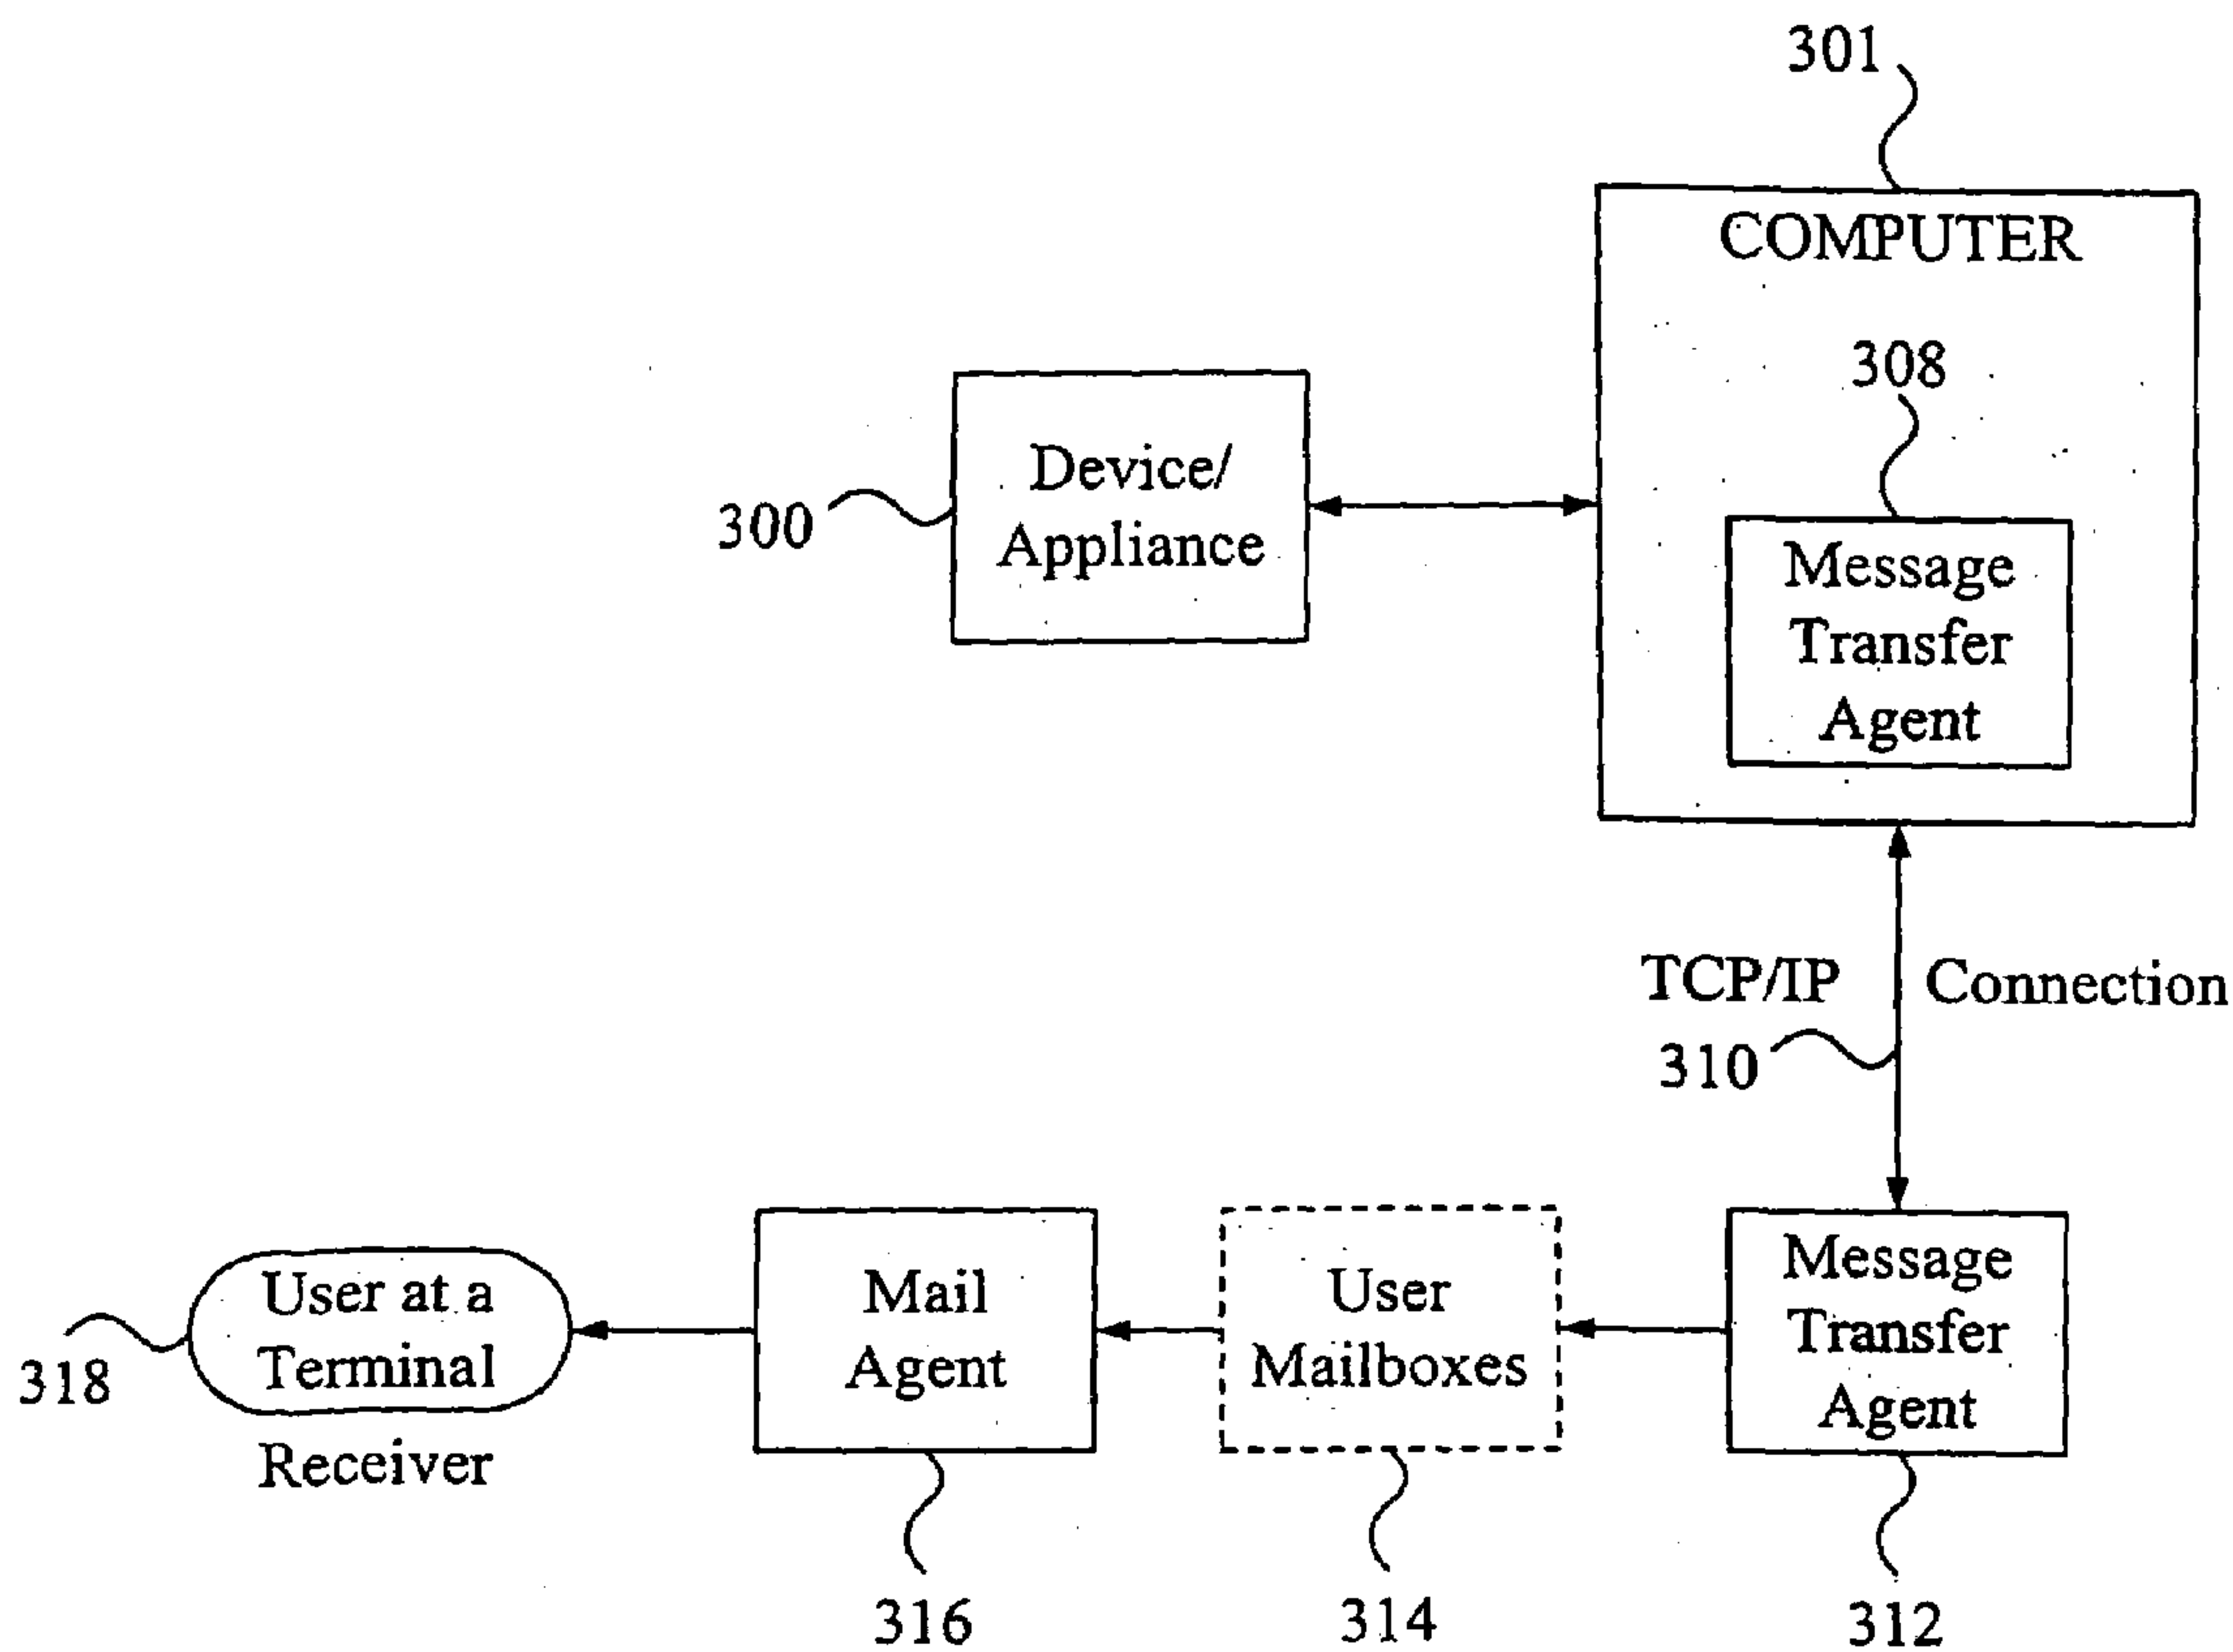 301
COMPUTER
308
Message
Transfer
Agent
Device/
Appliance
300
TCP/IP Connection
310
Message
Transfer
Agent
312
User
Mailboxes
314
Mail
Agent
316
User at a
Terminal
Receiver
318